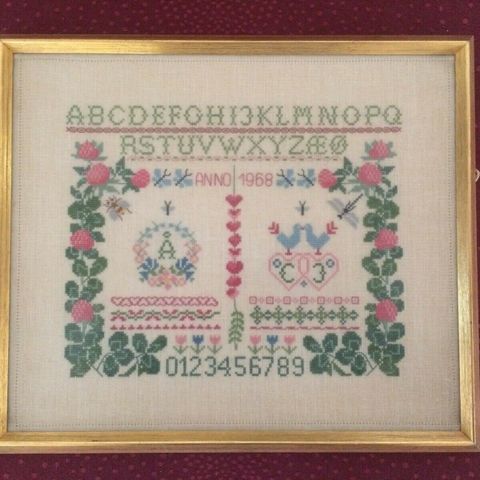 ABCDEFGHIJKLMNOPQ
RSTUVWXYZÆØ
ANNO 1968
A
C J
0123456789